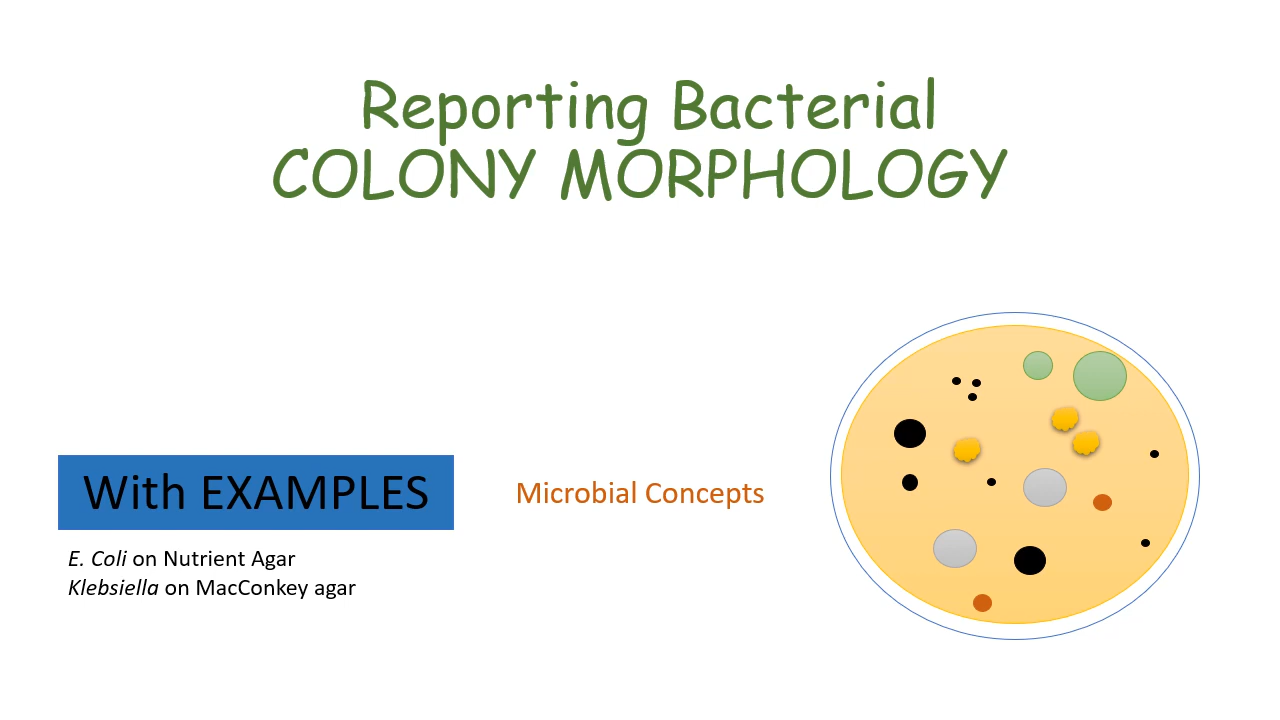 Reporting Bacterial
COLONY MORPHOLOGY
With EXAMPLES
Microbial Concepts
E. Coli on Nutrient Agar
Klebsiella on MacConkey agar